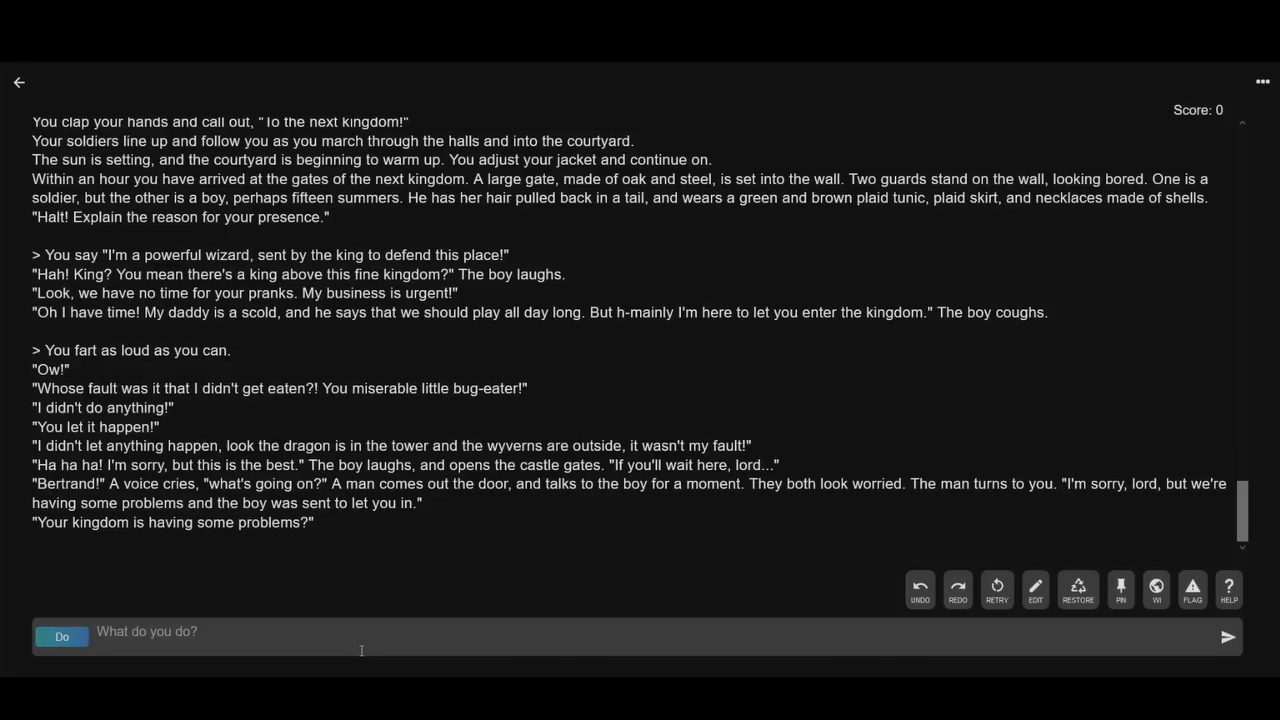 Score: 0
You clap your hands and call out, "To the next kingdom!"
Your soldiers line up and follow you as you march through the halls and into the courtyard.
The sun is setting, and the courtyard is beginning to warm up. You adjust your jacket and continue on.
Within an hour you have arrived at the gates of the next kingdom. A large gate, made of oak and steel, is set into the wall. Two guards stand on the wall, looking bored. One is a
soldier, but the other is a boy, perhaps fifteen summers. He has her hair pulled back in a tail, and wears a green and brown plaid tunic, plaid skirt, and necklaces made of shells.
"Halt! Explain the reason for your presence."
> You say "I'm a powerful wizard, sent by the king to defend this place!"
"Hah! King? You mean there's a king above this fine kingdom?" The boy laughs.
"Look, we have no time for your pranks. My business is urgent!"
"Oh I have time! My daddy is a scold, and he says that we should play all day long. But h-mainly I'm here to let you enter the kingdom." The boy coughs.
> You fart as loud as you can.
"Ow!"
"Whose fault was it that I didn't get eaten?! You miserable little bug-eater!"
"I didn't do anything!"
"You let it happen!"
"I didn't let anything happen, look the dragon is in the tower and the wyverns are outside, it wasn't my fault!"
"Ha ha ha! I'm sorry, but this is the best." The boy laughs, and opens the castle gates. "If you'll wait here, lord..."
"Bertrand!" A voice cries, "what's going on?" A man comes out the door, and talks to the boy for a moment. They both look worried. The man turns to you. "I'm sorry, lord, but we're
having some problems and the boy was sent to let you in."
"Your kingdom is having some problems?"
UNDO REDO RETRY EDIT RESTORE PIN WI FLAG HELP
Do What do you do?